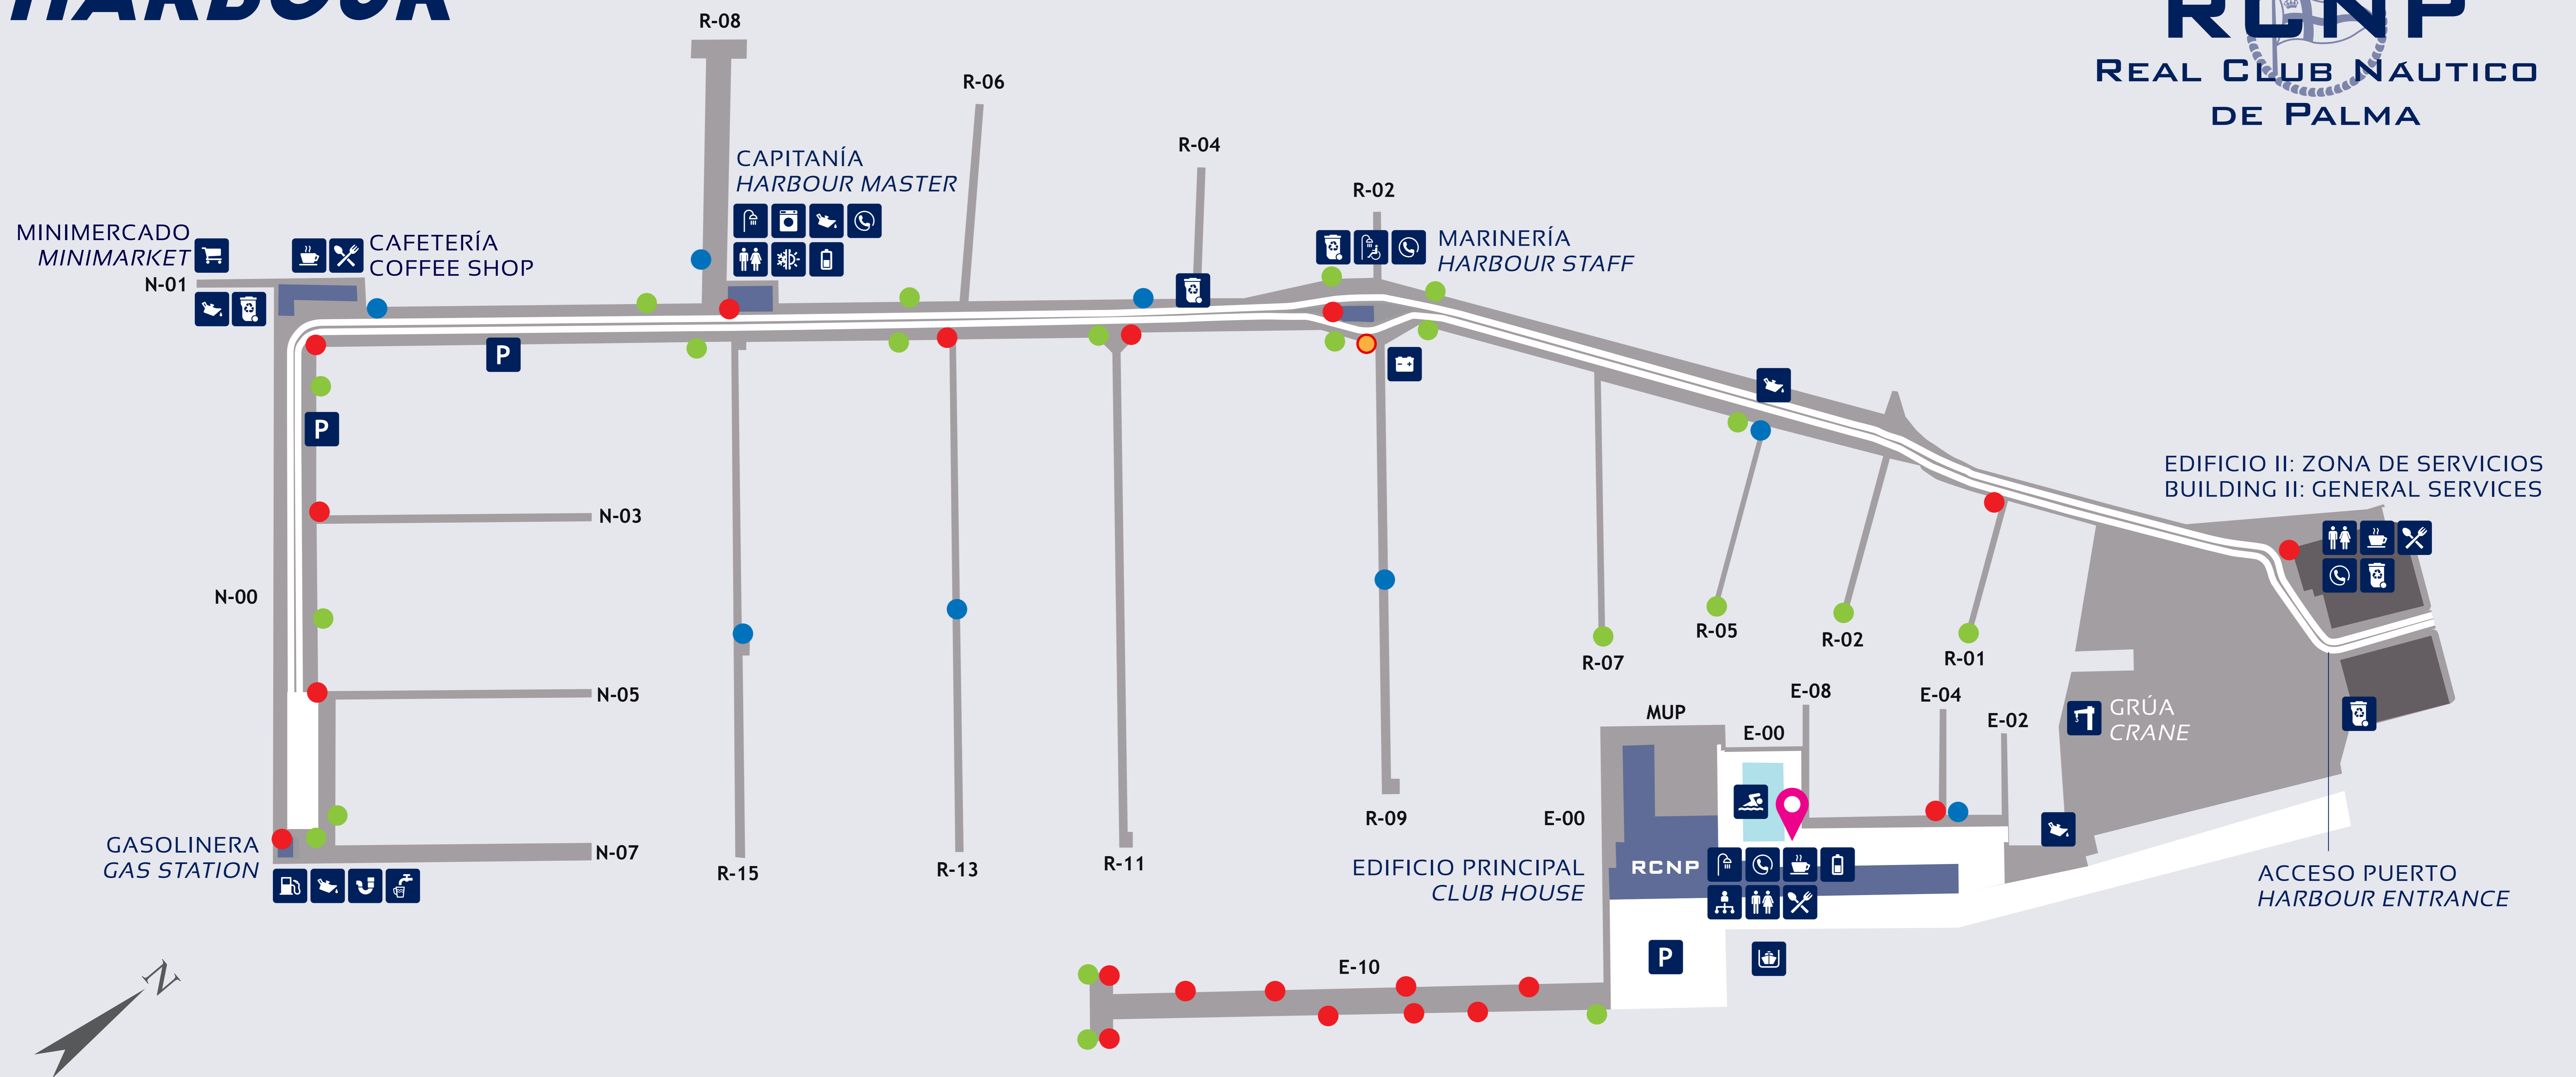 HARBOUR
RCNP
REAL CLUB NÁUTICO
DE PALMA
R-08
R-06
R-04
R-02
CAPITANÍA
HARBOUR MASTER
MINIMERCADO
MINIMARKET
CAFETERÍA
COFFEE SHOP
N-01
MARINERÍA
HARBOUR STAFF
P
P
N-03
N-00
N-05
N-07
GASOLINERA
GAS STATION
R-15
R-13
R-11
R-09
R-07
R-05
R-02
R-01
EDIFICIO II: ZONA DE SERVICIOS
BUILDING II: GENERAL SERVICES
MUP
E-00
E-08
E-04
E-02
GRÚA
CRANE
E-00
EDIFICIO PRINCIPAL
CLUB HOUSE
RCNP
ACCESO PUERTO
HARBOUR ENTRANCE
E-10
P
N